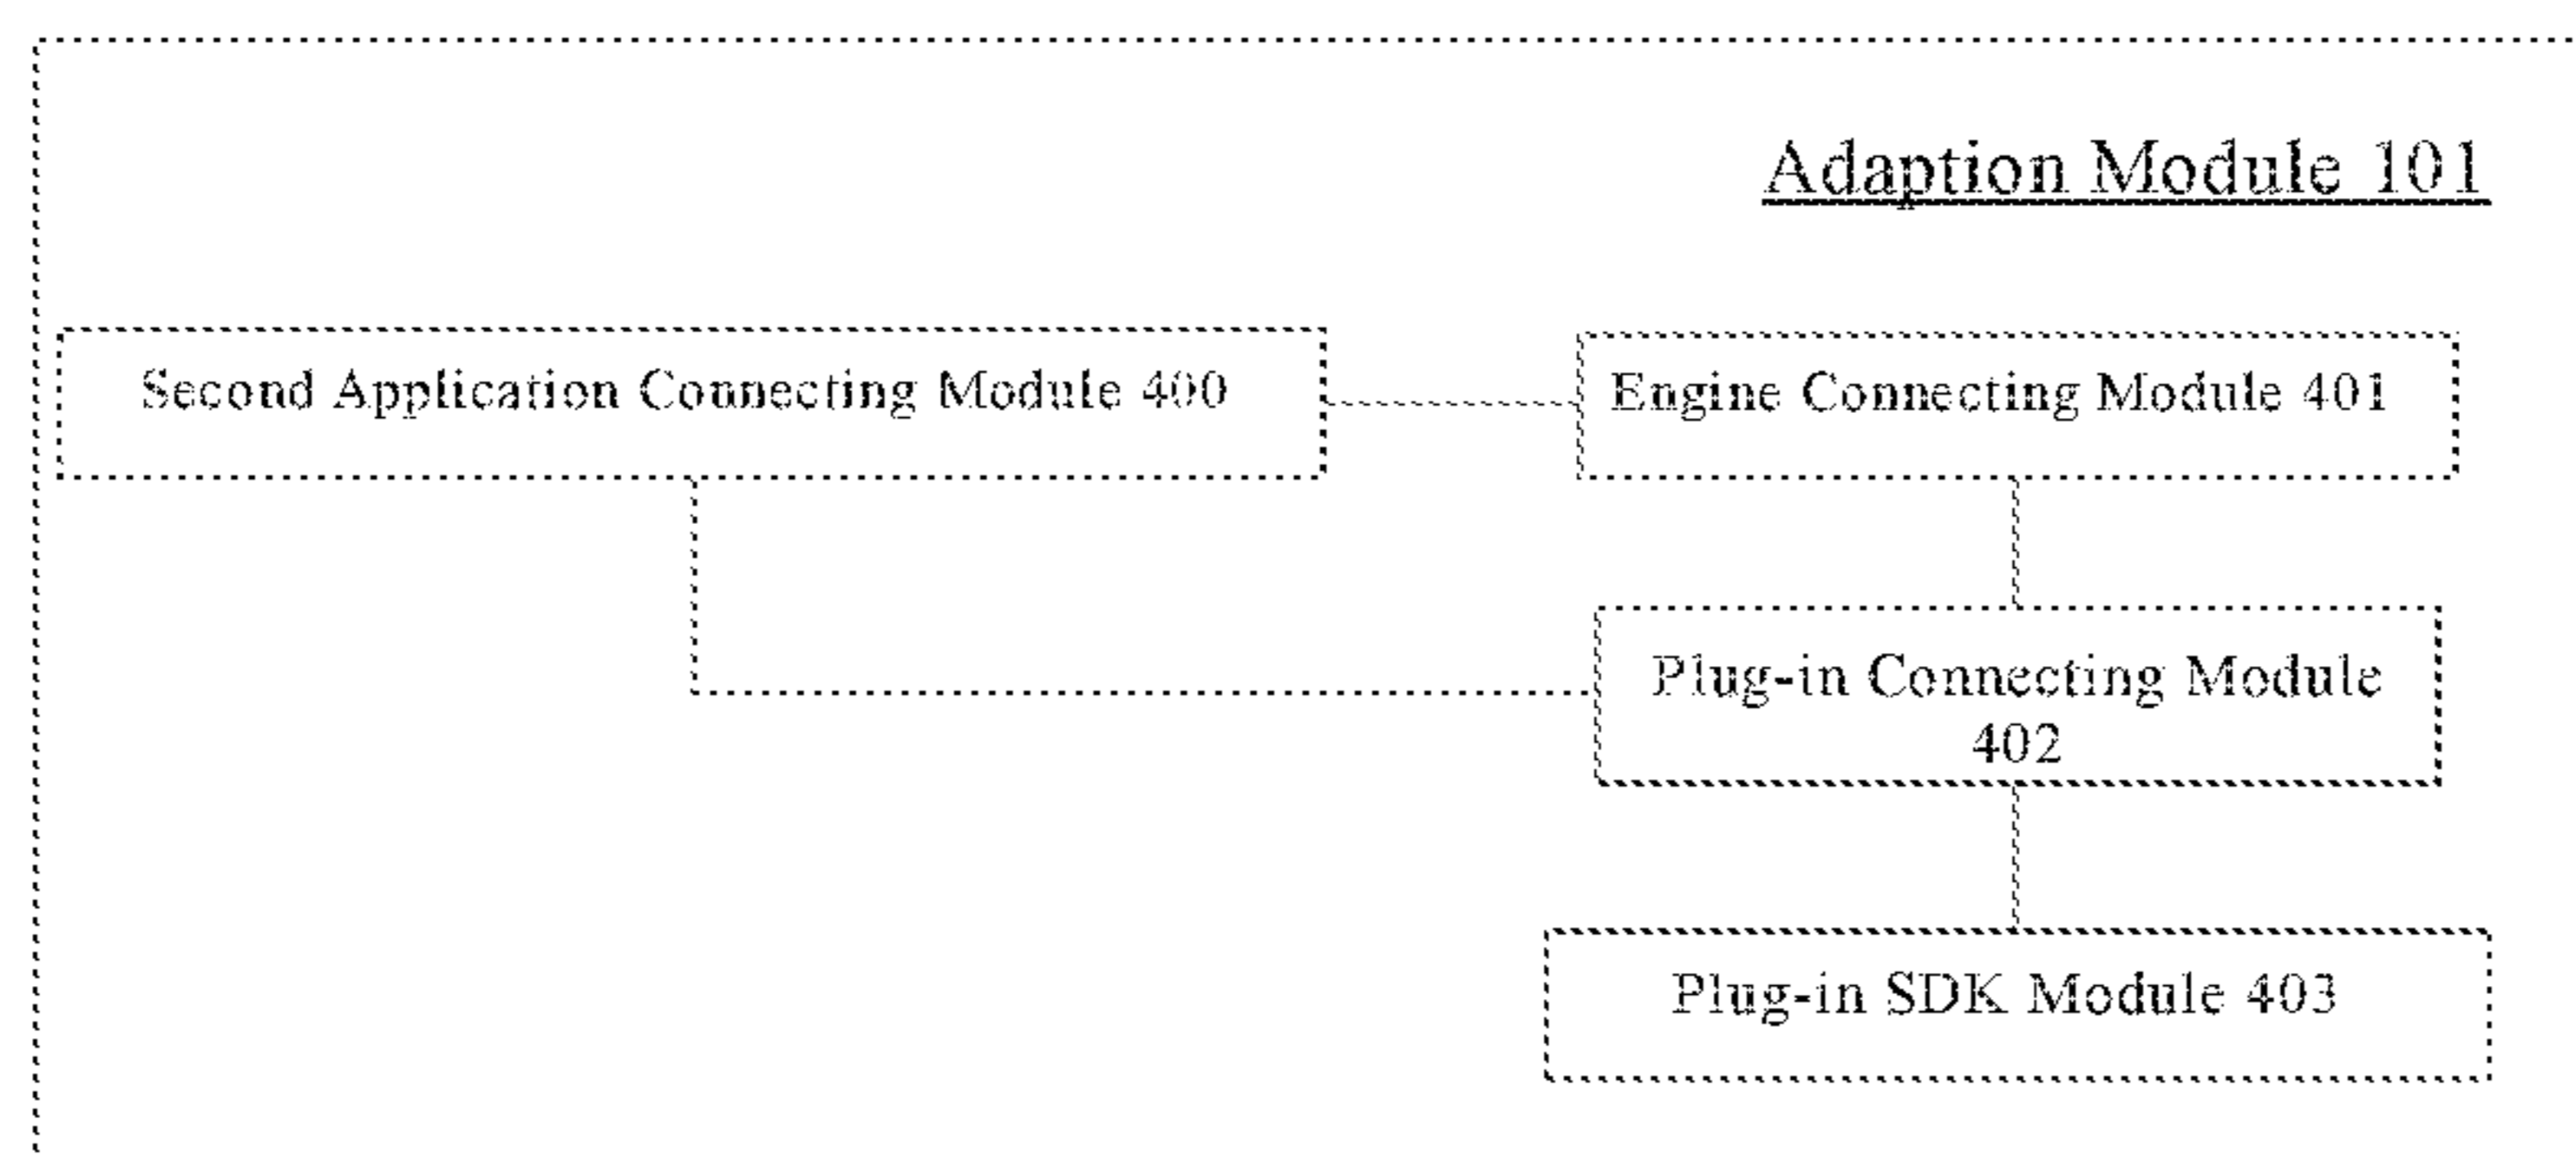 Adaption Module 101
Second Application Connecting Module 400
Engine Connecting Module 401
Plug-in Connecting Module
402
Plug-in SDK Module 403